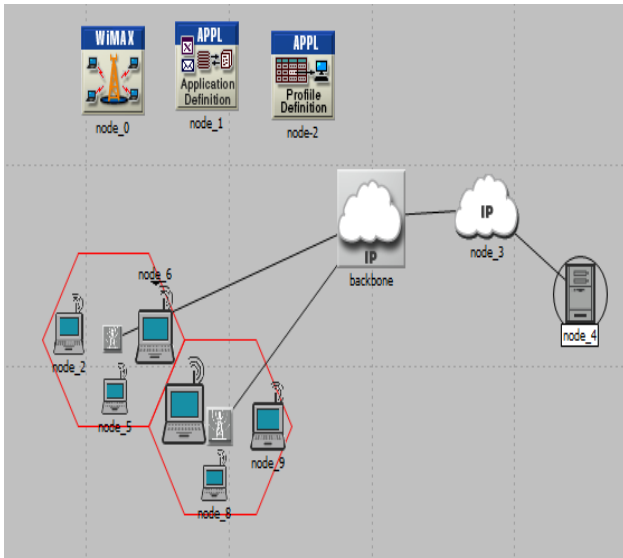 WiMAX
node_0
APPL
Application
Definition
node_1
APPL
Profile
Definition
node-2
IP
backbone
IP
node_3
node_4
node_6
node_2
node_5
node_9
node_8